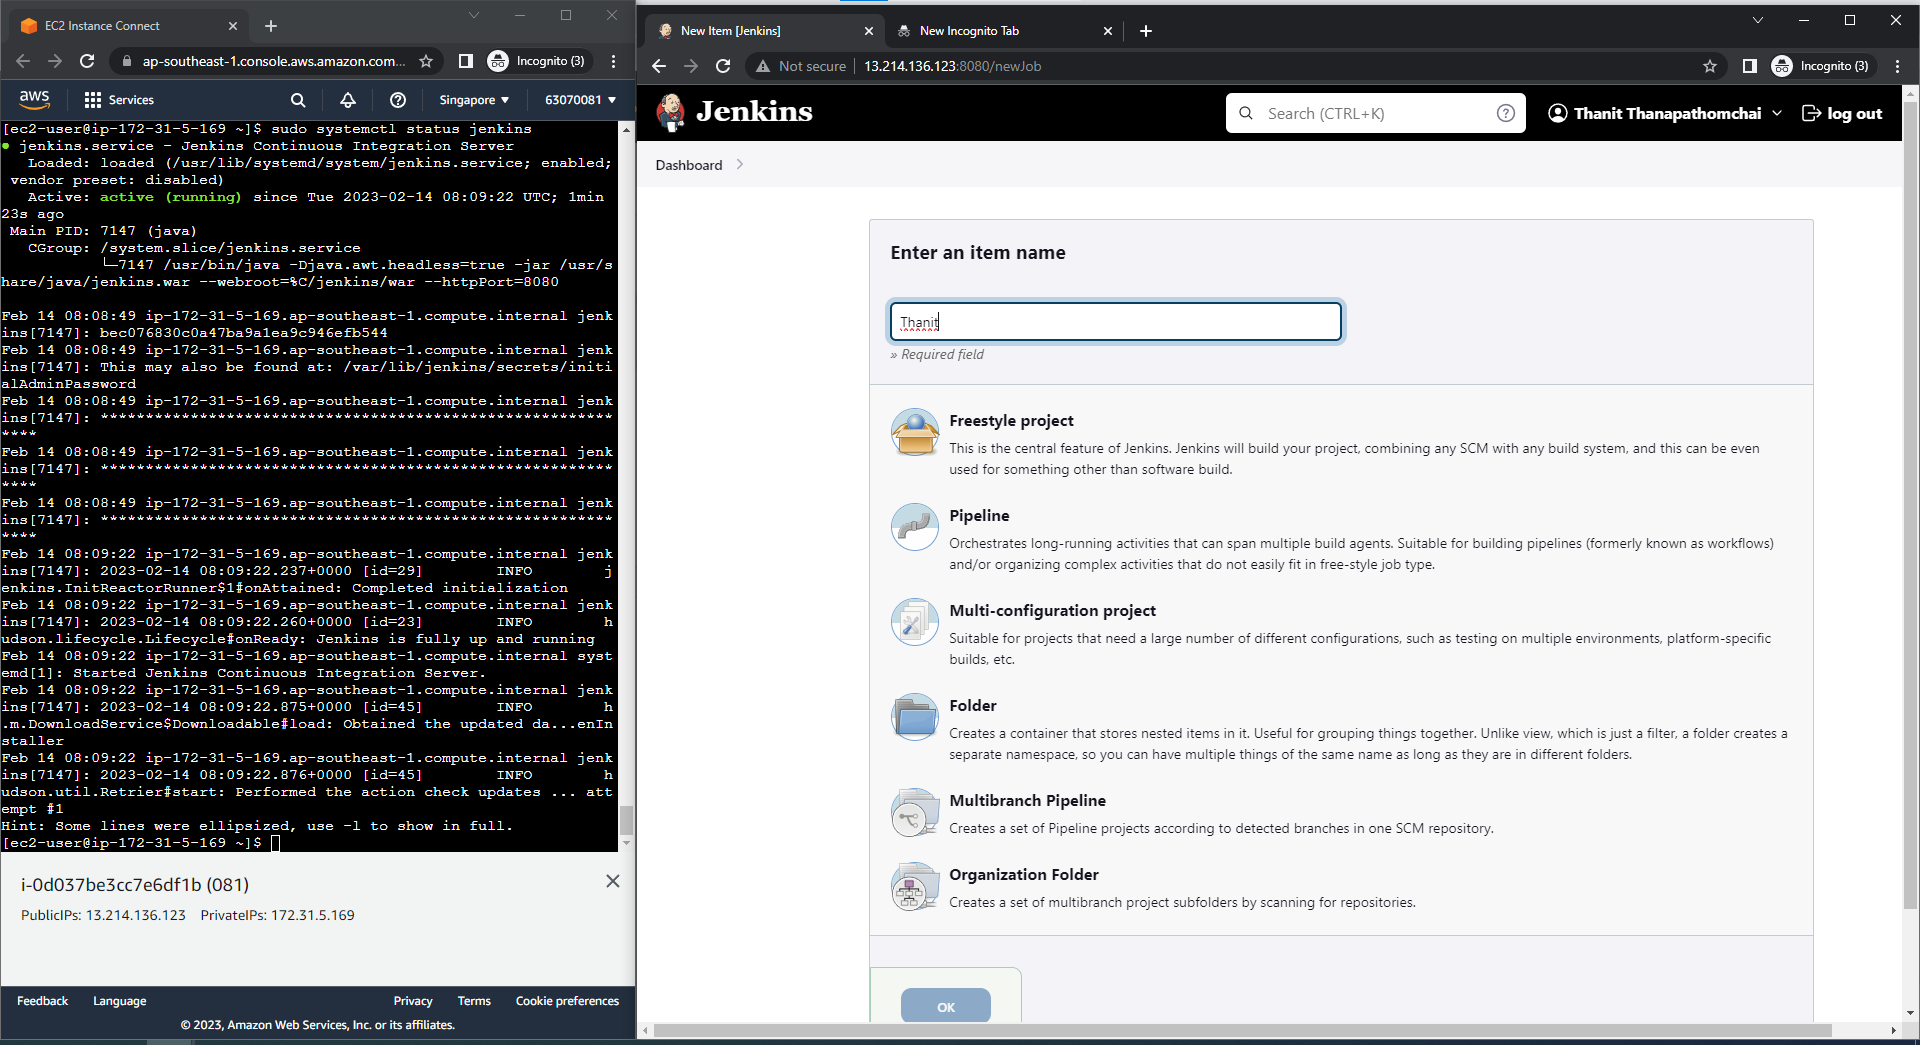 EC2 Instance Connect
ap-southeast-1.console.aws.amazon.com...
Incognito (3)
aws
Services
Singapore ▼
63070081 ▼
[ec2-user@ip-172-31-5-169 ~]$ sudo systemctl status jenkins
● jenkins.service - Jenkins Continuous Integration Server
Loaded: loaded (/usr/lib/systemd/system/jenkins.service; enabled;
vendor preset: disabled)
Active: active (running) since Tue 2023-02-14 08:09:22 UTC; 1min
23s ago
Main PID: 7147 (java)
CGroup: /system.slice/jenkins.service
└─7147 /usr/bin/java -Djava.awt.headless=true -jar /usr/s
hare/java/jenkins.war --webroot=%C/jenkins/war --httpPort=8080
Feb 14 08:08:49 ip-172-31-5-169.ap-southeast-1.compute.internal jenk
ins[7147]: bec076830c0a47ba9a1ea9c946efb544
Feb 14 08:08:49 ip-172-31-5-169.ap-southeast-1.compute.internal jenk
ins[7147]: This may also be found at: /var/lib/jenkins/secrets/initi
alAdminPassword
Feb 14 08:08:49 ip-172-31-5-169.ap-southeast-1.compute.internal jenk
ins[7147]: *********************************************************
****
Feb 14 08:08:49 ip-172-31-5-169.ap-southeast-1.compute.internal jenk
ins[7147]: *********************************************************
****
Feb 14 08:08:49 ip-172-31-5-169.ap-southeast-1.compute.internal jenk
ins[7147]: *********************************************************
****
Feb 14 08:09:22 ip-172-31-5-169.ap-southeast-1.compute.internal jenk
ins[7147]: 2023-02-14 08:09:22.237+0000 [id=29] INFO j
enkins.InitReactorRunner$1#onAttained: Completed initialization
Feb 14 08:09:22 ip-172-31-5-169.ap-southeast-1.compute.internal jenk
ins[7147]: 2023-02-14 08:09:22.260+0000 [id=23] INFO h
udson.lifecycle.Lifecycle#onReady: Jenkins is fully up and running
Feb 14 08:09:22 ip-172-31-5-169.ap-southeast-1.compute.internal syst
emd[1]: Started Jenkins Continuous Integration Server.
Feb 14 08:09:22 ip-172-31-5-169.ap-southeast-1.compute.internal jenk
ins[7147]: 2023-02-14 08:09:22.875+0000 [id=45] INFO h
.m.DownloadService$Downloadable#load: Obtained the updated da...enIn
staller
Feb 14 08:09:22 ip-172-31-5-169.ap-southeast-1.compute.internal jenk
ins[7147]: 2023-02-14 08:09:22.876+0000 [id=45] INFO h
udson.util.Retrier#start: Performed the action check updates ... att
empt #1
Hint: Some lines were ellipsized, use -l to show in full.
[ec2-user@ip-172-31-5-169 ~]$
i-0d037be3cc7e6df1b (081)
PublicIPs: 13.214.136.123 PrivateIPs: 172.31.5.169
Feedback Language Privacy Terms Cookie preferences
© 2023, Amazon Web Services, Inc. or its affiliates.
New Item [Jenkins]
New Incognito Tab
Not secure | 13.214.136.123:8080/newJob
Incognito (3)
Jenkins
Search (CTRL+K)
Thanit Thanapathomchai
log out
Dashboard
Enter an item name
Thanit
» Required field
Freestyle project
This is the central feature of Jenkins. Jenkins will build your project, combining any SCM with any build system, and this can be even
used for something other than software build.
Pipeline
Orchestrates long-running activities that can span multiple build agents. Suitable for building pipelines (formerly known as workflows)
and/or organizing complex activities that do not easily fit in free-style job type.
Multi-configuration project
Suitable for projects that need a large number of different configurations, such as testing on multiple environments, platform-specific
builds, etc.
Folder
Creates a container that stores nested items in it. Useful for grouping things together. Unlike view, which is just a filter, a folder creates a
separate namespace, so you can have multiple things of the same name as long as they are in different folders.
Multibranch Pipeline
Creates a set of Pipeline projects according to detected branches in one SCM repository.
Organization Folder
Creates a set of multibranch project subfolders by scanning for repositories.
OK